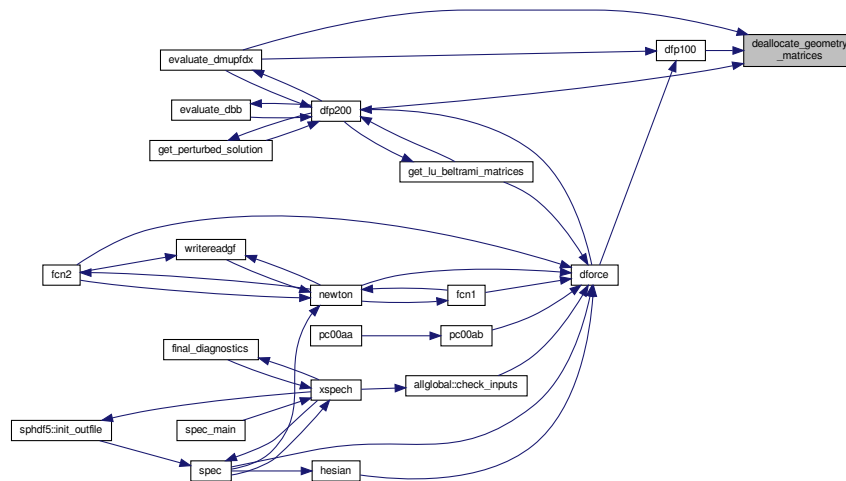 deallocate_geometry
_matrices
dfp100
evaluate_dmupfdx
evaluate_dbb
dfp200
get_perturbed_solution
get_lu_beltrami_matrices
writereadgf
fcn2
dforce
newton
fcn1
pc00aa
pc00ab
final_diagnostics
xspech
allglobal::check_inputs
sphdf5::init_outfile
spec_main
spec
hesian